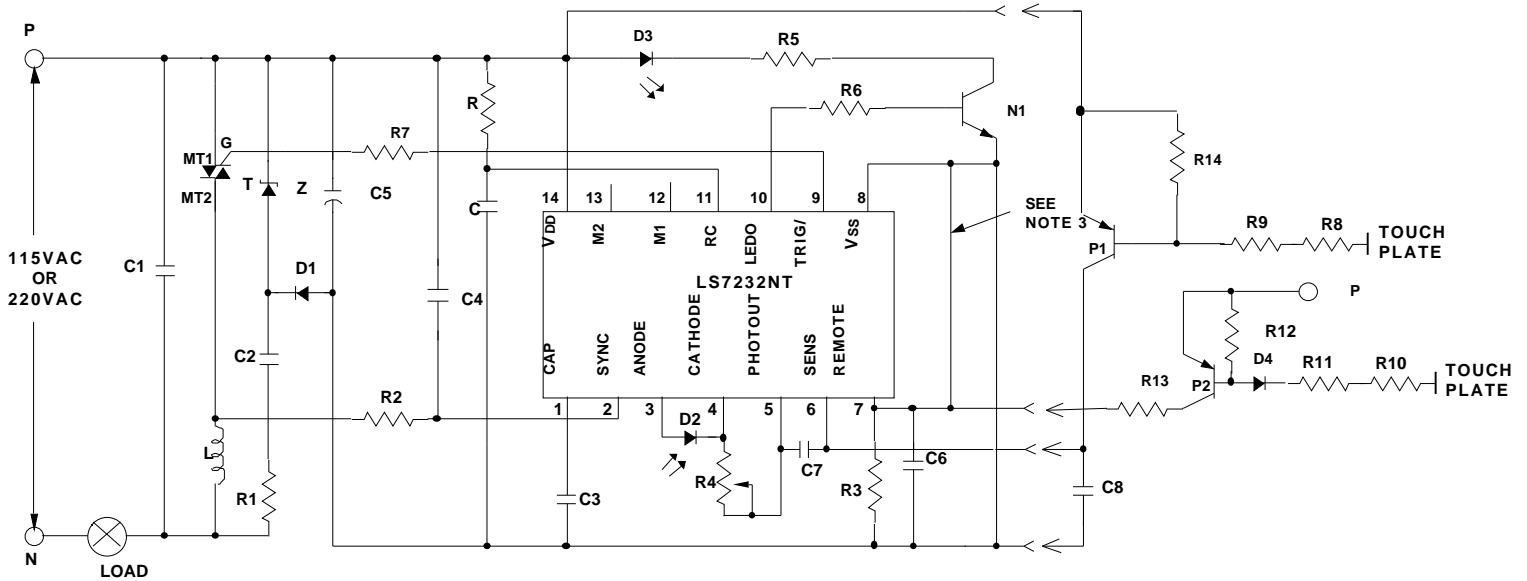 P
D3
R5
R
R6
N1
R7
G
MT1
MT2
T
Z
C5
R14
C
14 13 12 11 10 9 8
VDD
M2
M1
RC
LEDO
TRIG/
VSS
SEE
NOTE 3
P1
R9
R8
TOUCH
PLATE
115VAC
OR
220VAC
C1
D1
C4
LS7232NT
P
C2
CAP
SYNC
ANODE
CATHODE
PHOTOUT
SENS
REMOTE
R12
D4
R11
R10
TOUCH
PLATE
P2
R13
R2
1 2 3 4 5 6 7
D2
L
R1
C3
R4
C7
R3
C6
C8
N
LOAD